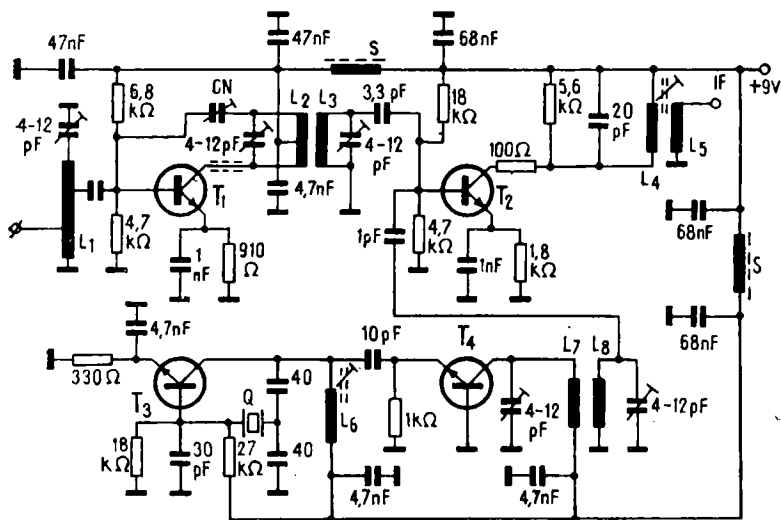 47nF
47nF
S
68nF
6,8
kΩ
CN
L2
L3
3,3 pF
18
kΩ
5,6
kΩ
20
pF
IF
+9V
4-12
pF
4-12pF
4-12
pF
100Ω
L4
L5
T1
4,7nF
T2
L1
4,7
kΩ
1
nF
910
Ω
1pF
4,7
kΩ
1nF
1,8
kΩ
68nF
S
4,7nF
10pF
T4
L7
L8
68nF
330Ω
T3
Q
40
L6
1kΩ
4-12
pF
4-12pF
18
kΩ
30
pF
27
kΩ
40
4,7nF
4,7nF